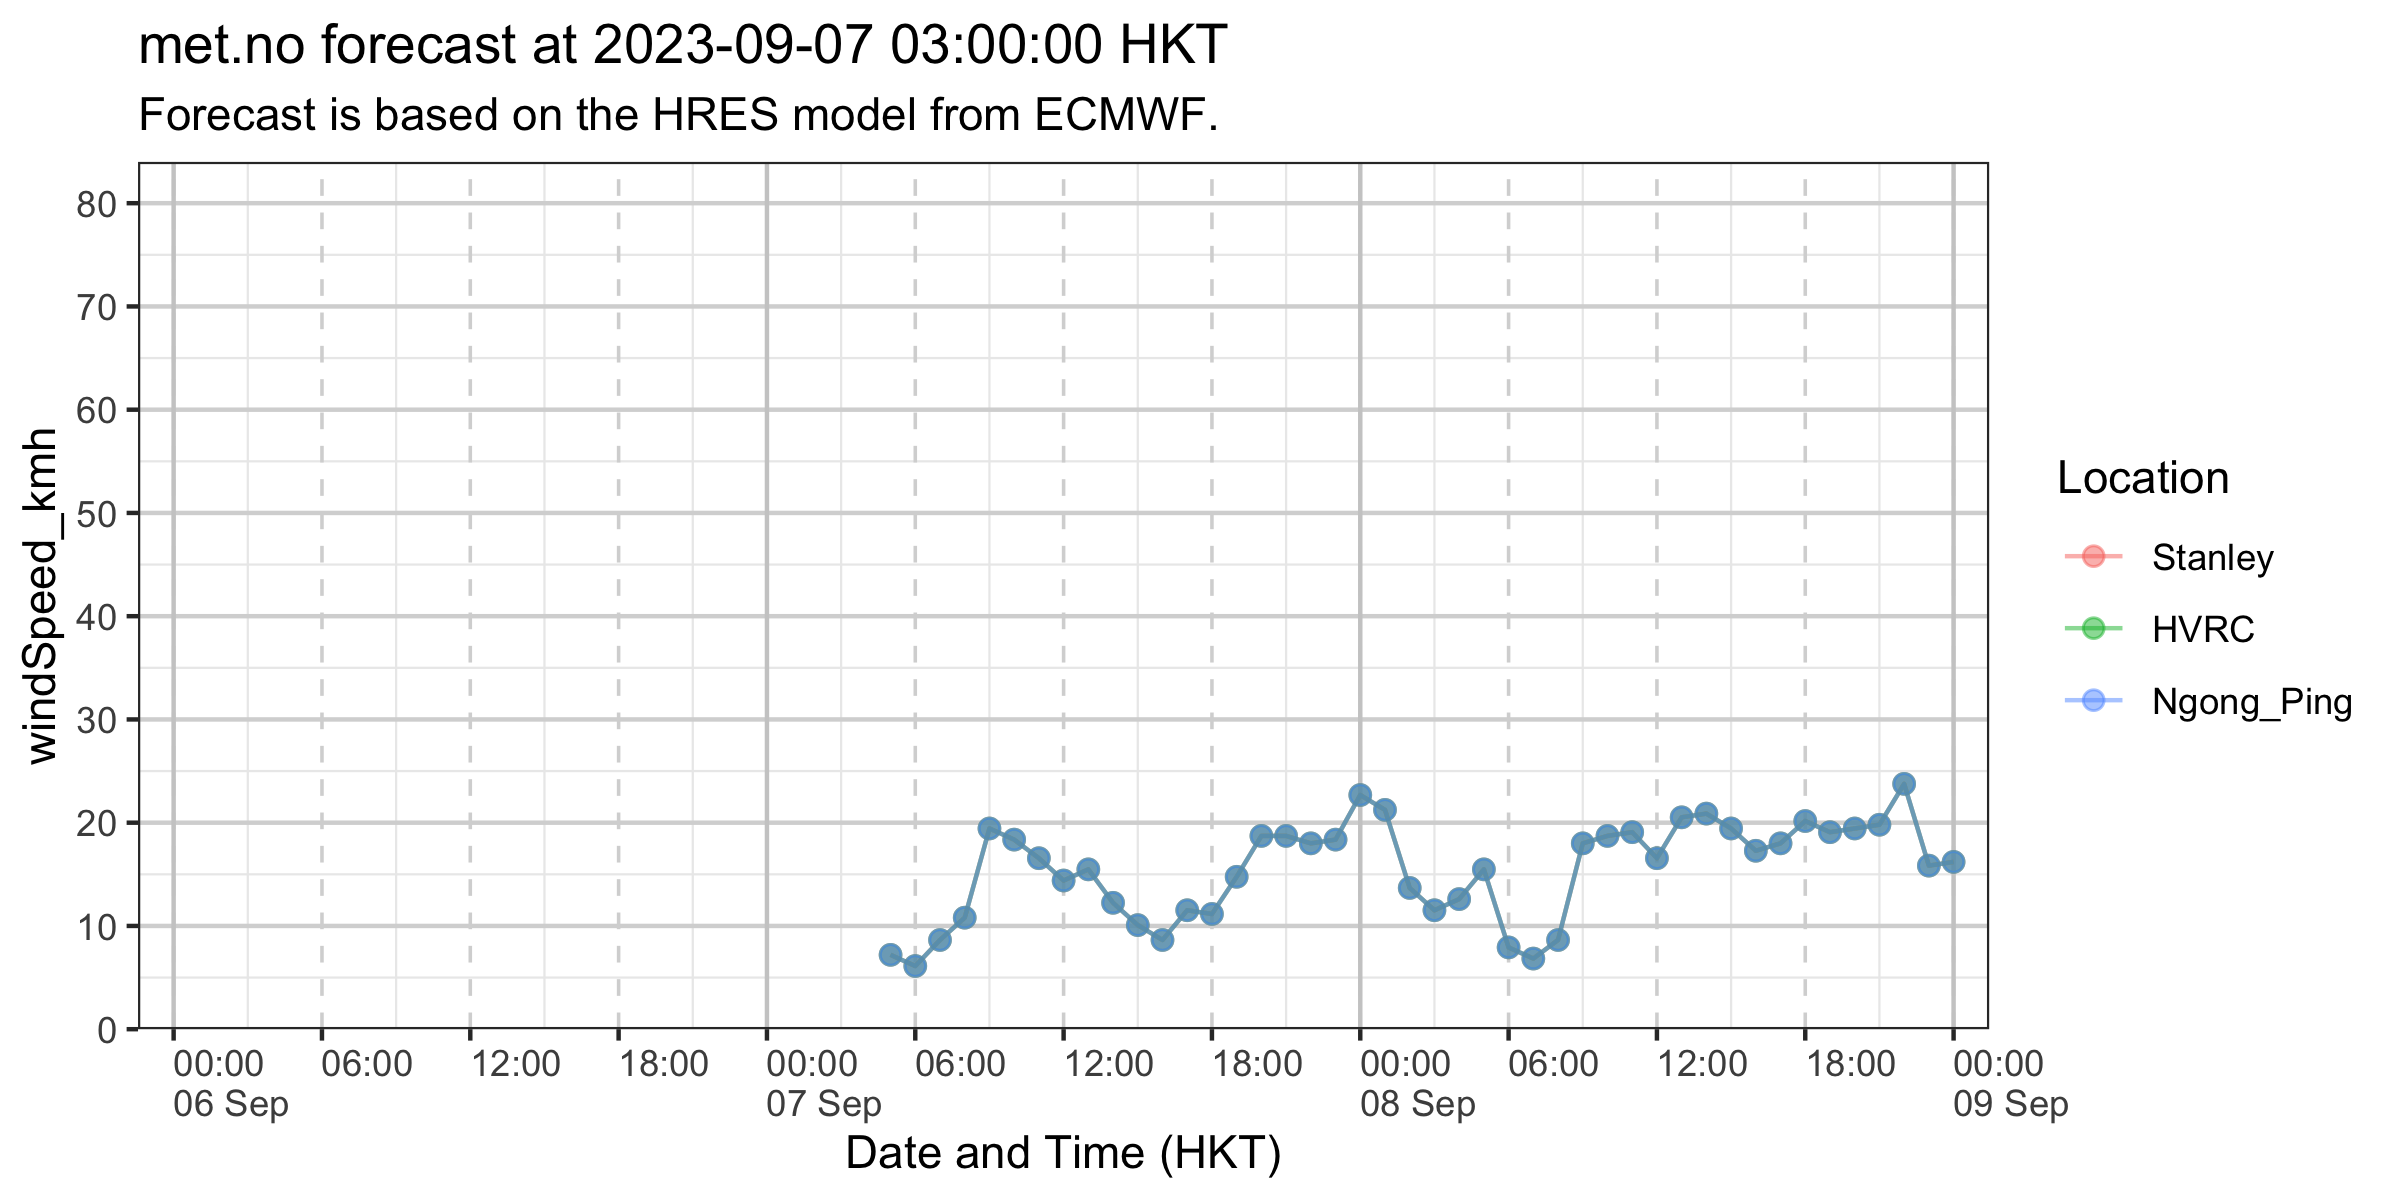 met.no forecast at 2023-09-07 03:00:00 HKT
Forecast is based on the HRES model from ECMWF.
windSpeed_kmh
80
70
60
50
40
30
20
10
0
00:00 06:00 12:00 18:00 00:00 06:00 12:00 18:00 00:00 06:00 12:00 18:00 00:00
06 Sep 07 Sep 08 Sep 09 Sep
Date and Time (HKT)
Location
Stanley
HVRC
Ngong_Ping